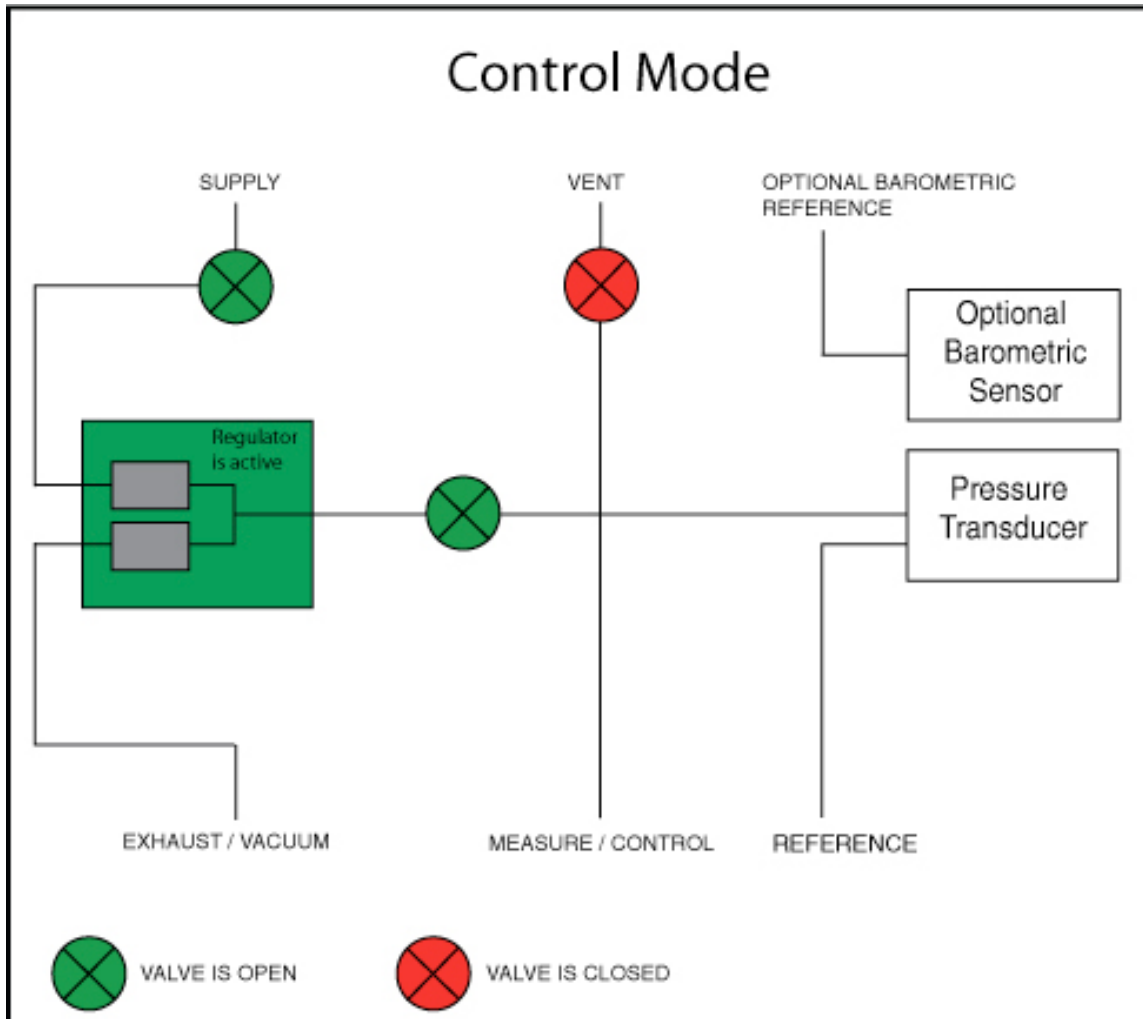 Control Mode
SUPPLY
VENT
OPTIONAL BAROMETRIC
REFERENCE
Optional
Barometric
Sensor
Regulator
is active
Pressure
Transducer
EXHAUST / VACUUM
MEASURE / CONTROL
REFERENCE
VALVE IS OPEN
VALVE IS CLOSED